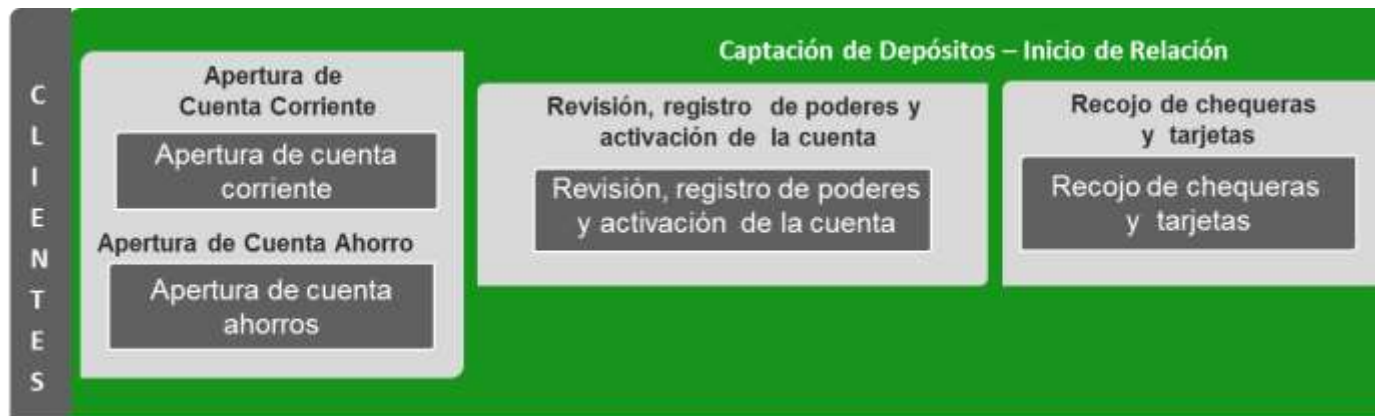 CLIENTES
Captación de Depósitos – Inicio de Relación
Apertura de
Cuenta Corriente
Apertura de cuenta
corriente
Apertura de Cuenta Ahorro
Apertura de cuenta
ahorros
Revisión, registro de poderes y
activación de la cuenta
Revisión, registro de poderes
y activación de la cuenta
Recojo de chequeras
y tarjetas
Recojo de chequeras
y tarjetas